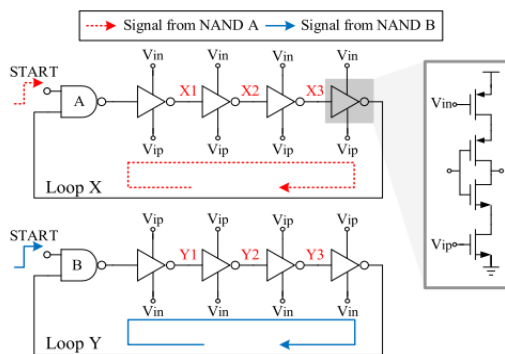 Signal from NAND A Signal from NAND B
START Vin Vin Vin Vin
A X1 X2 X3
Vip Vip Vip Vip
Loop X
START Vip Vip Vip Vip
B Y1 Y2 Y3
Vin Vin Vin Vin
Loop Y
Vin
Vip